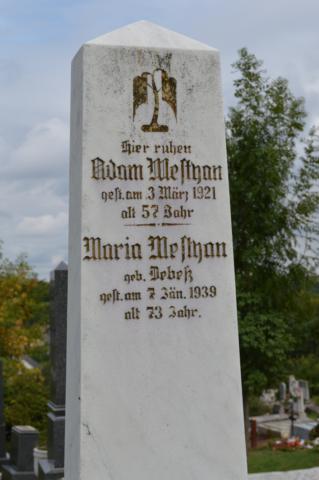 Hier ruhen
Adam Mesthan
gest. am 3 März 1921
alt 57 Jahr
Maria Mesthan
geb. Debeß
gest. am 7 Jän. 1939
alt 73 Jahr.